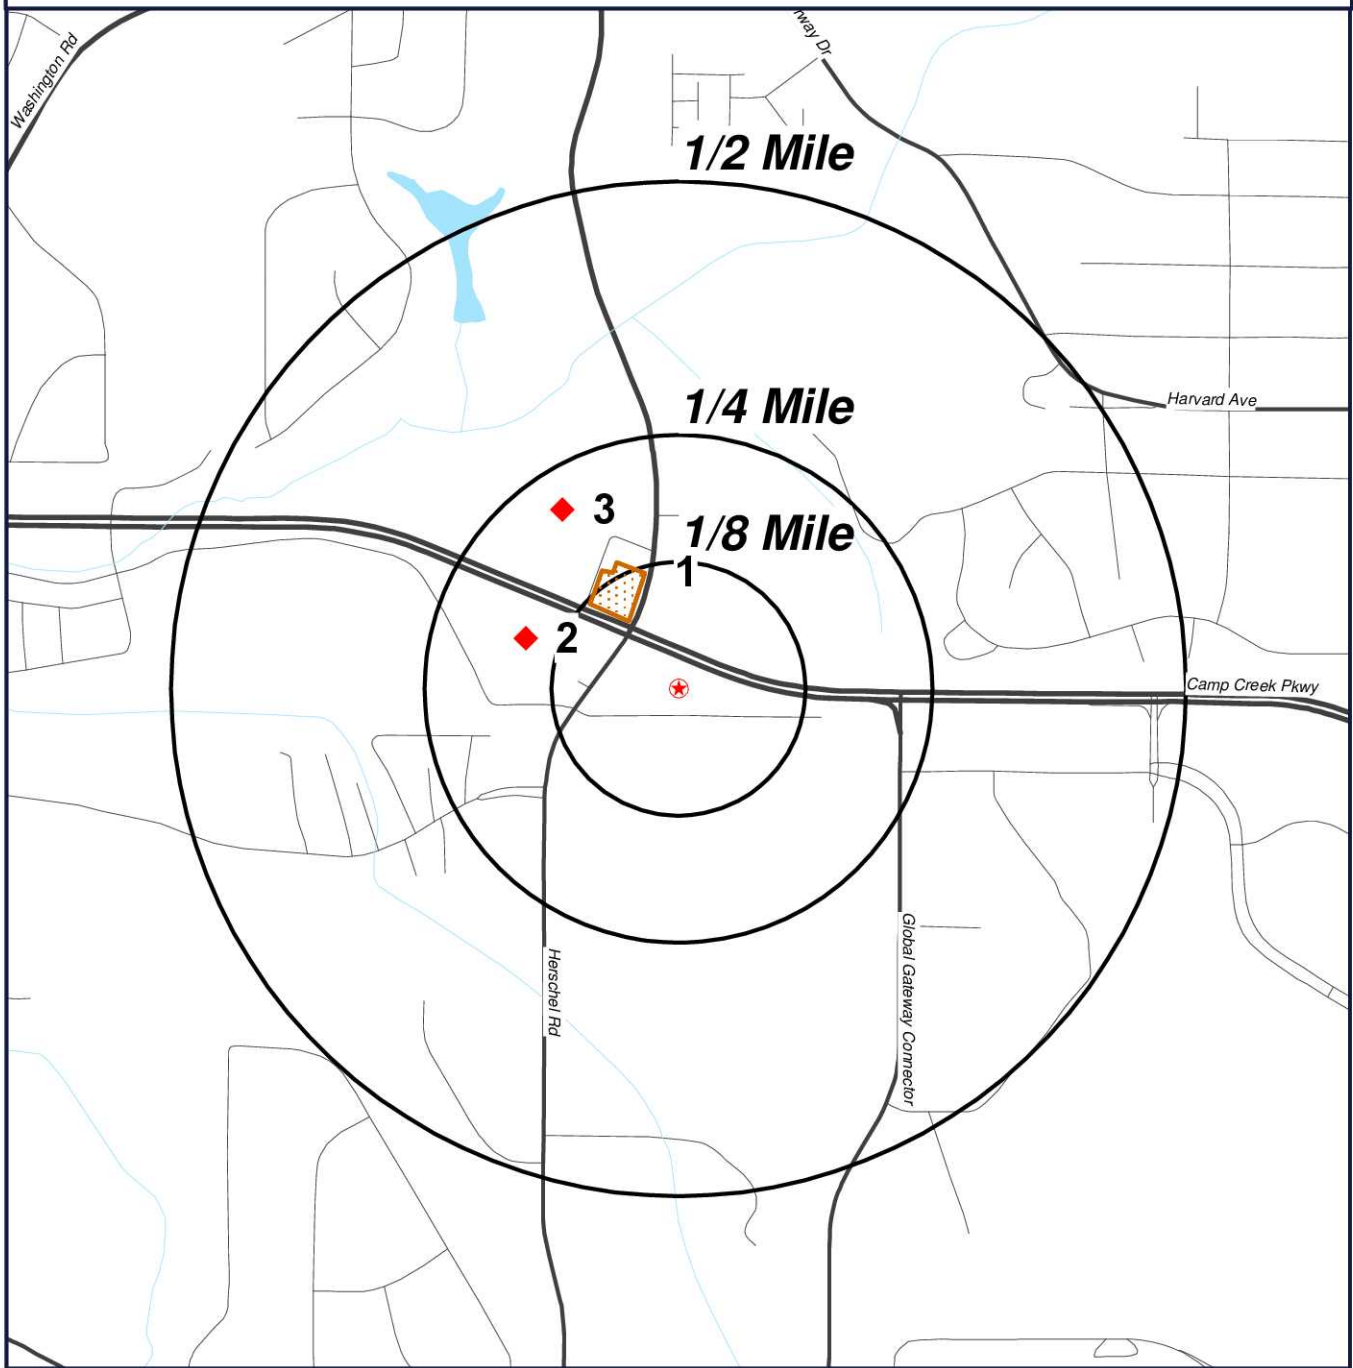 Washington Rd
rway Dr
1/2 Mile
Harvard Ave
1/4 Mile
3
1/8 Mile
1
2
Camp Creek Pkwy
Herschel Rd
Global Gateway Connector